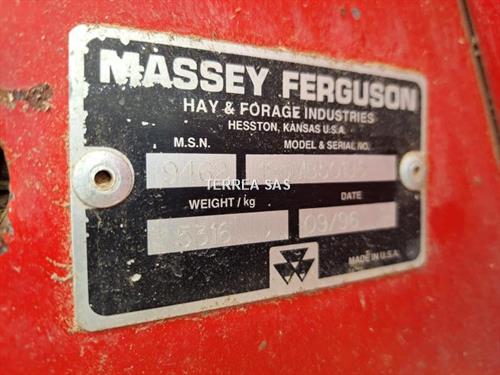 MASSEY FERGUSON
HAY & FORAGE INDUSTRIES
HESSTON, KANSAS U.S.A.
M.S.N. MODEL & SERIAL NO.
TERREA SAS
WEIGHT / kg DATE
5316 09/96
MADE IN U.S.A.